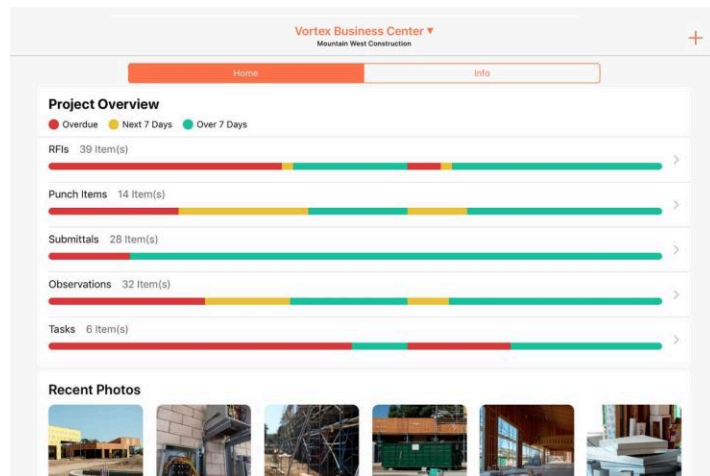 Vortex Business Center ▼
Mountain West Construction
+
Home Info
Project Overview
Overdue Next 7 Days Over 7 Days
RFIs 39 Item(s)
Punch Items 14 Item(s)
Submittals 28 Item(s)
Observations 32 Item(s)
Tasks 6 Item(s)
Recent Photos